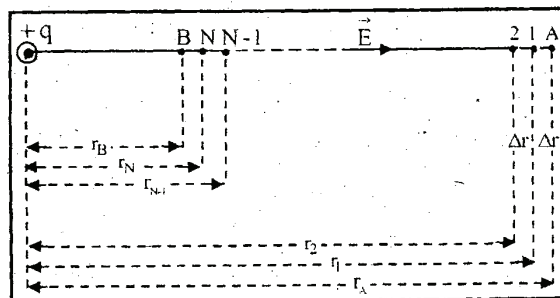 +q B N N-1 E⃗ 2 1 A
r_B Δr Δr
r_N
r_N-1
r_2
r_1
r_A